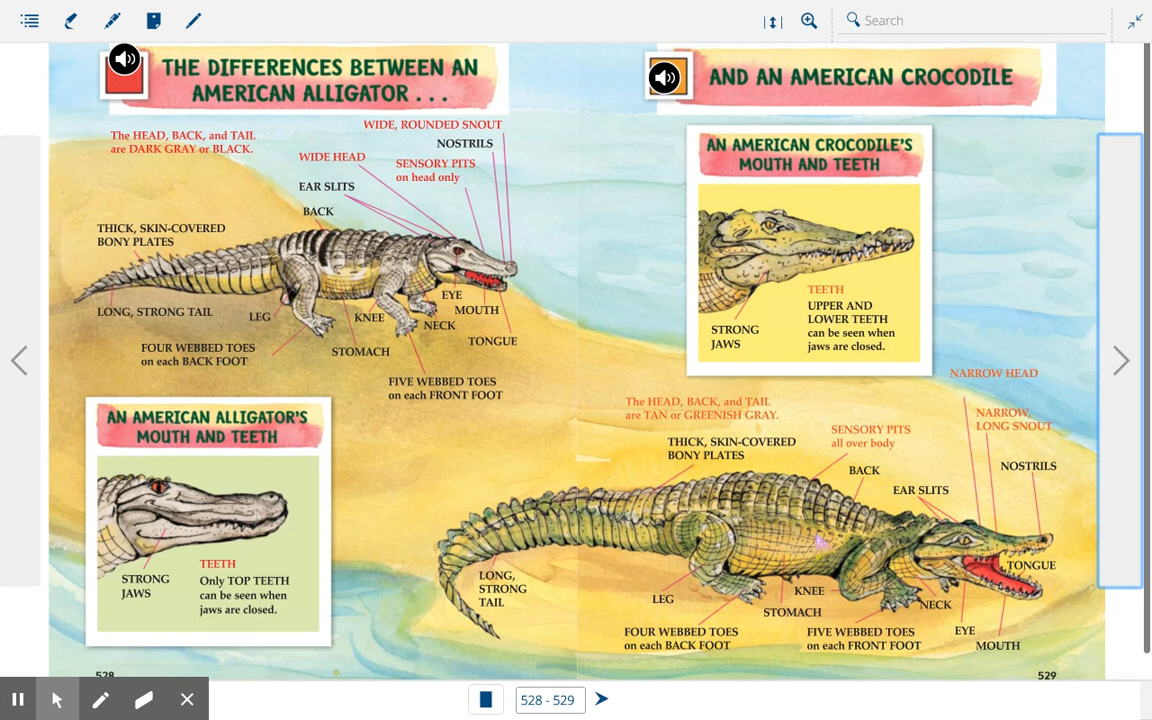 Search
THE DIFFERENCES BETWEEN AN
AMERICAN ALLIGATOR . . .
The HEAD, BACK, and TAIL
are DARK GRAY or BLACK.
WIDE, ROUNDED SNOUT
NOSTRILS
WIDE HEAD
SENSORY PITS
on head only
EAR SLITS
BACK
THICK, SKIN-COVERED
BONY PLATES
LONG, STRONG TAIL
LEG
KNEE
EYE
MOUTH
NECK
TONGUE
FOUR WEBBED TOES
on each BACK FOOT
STOMACH
FIVE WEBBED TOES
on each FRONT FOOT
AN AMERICAN ALLIGATOR'S
MOUTH AND TEETH
TEETH
Only TOP TEETH
can be seen when
jaws are closed.
STRONG
JAWS
528
AND AN AMERICAN CROCODILE
AN AMERICAN CROCODILE'S
MOUTH AND TEETH
TEETH
UPPER AND
LOWER TEETH
can be seen when
jaws are closed.
STRONG
JAWS
NARROW HEAD
The HEAD, BACK, and TAIL
are TAN or GREENISH GRAY.
NARROW,
LONG SNOUT
SENSORY PITS
all over body
THICK, SKIN-COVERED
BONY PLATES
BACK
NOSTRILS
EAR SLITS
TONGUE
LONG,
STRONG
TAIL
LEG
KNEE
STOMACH
NECK
FOUR WEBBED TOES
on each BACK FOOT
FIVE WEBBED TOES
on each FRONT FOOT
EYE
MOUTH
529
528 - 529